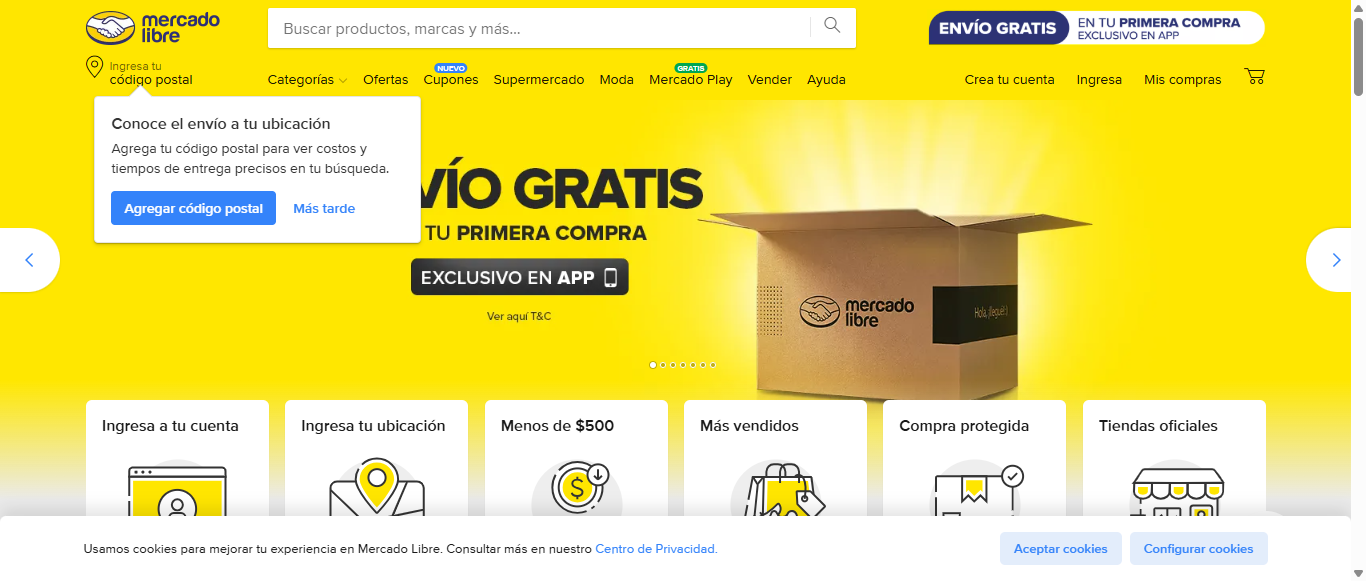 mercado
libre
Buscar productos, marcas y más...
ENVÍO GRATIS
EN TU PRIMERA COMPRA
EXCLUSIVO EN APP
Ingresa tu
código postal
Categorías
Ofertas
NUEVO
Cupones
Supermercado
Moda
GRATIS
Mercado Play
Vender
Ayuda
Crea tu cuenta
Ingresa
Mis compras
Conoce el envío a tu ubicación
Agrega tu código postal para ver costos y
tiempos de entrega precisos en tu búsqueda.
Agregar código postal
Más tarde
VÍO GRATIS
TU PRIMERA COMPRA
EXCLUSIVO EN APP
Ver aquí T&C
mercado
libre
Hola, ¡llegué! :)
Ingresa a tu cuenta
Ingresa tu ubicación
Menos de $500
Más vendidos
Compra protegida
Tiendas oficiales
$
Usamos cookies para mejorar tu experiencia en Mercado Libre. Consultar más en nuestro Centro de Privacidad.
Aceptar cookies
Configurar cookies